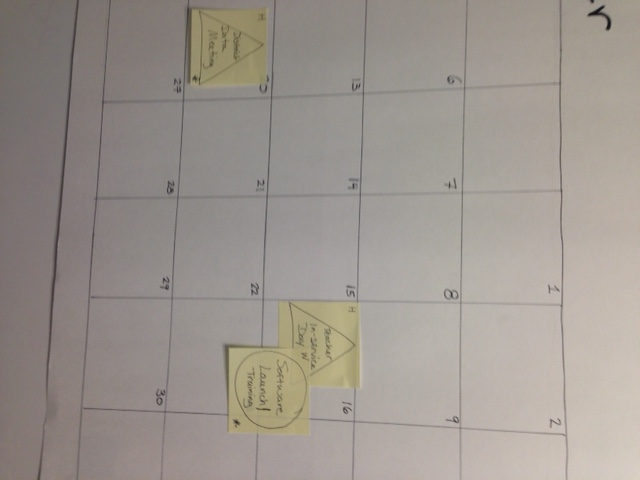 r
1 2
6 7 8 9
13 14 15 16
H
Teacher
In-service
Day
20 21 22
H
Data
Meeting
*
Software
Launch/
Training
*
27 28 29 30